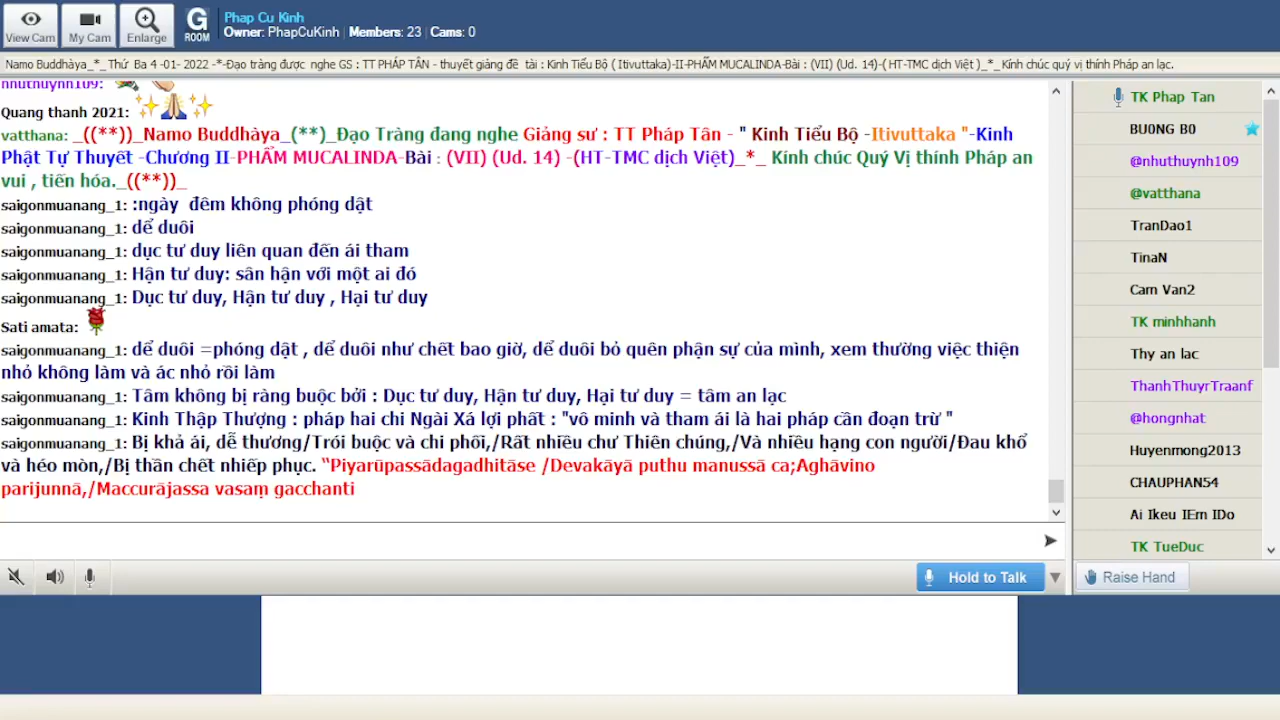 View Cam
My Cam
Enlarge
G
ROOM
Phap Cu Kinh
Owner: PhapCuKinh | Members: 23 | Cams: 0
Namo Buddhàya_*_Thứ Ba 4 -01- 2022 -*-Đạo tràng được nghe GS : TT PHÁP TÂN - thuyết giảng đề tài : Kinh Tiểu Bộ ( Itivuttaka)-II-PHẨM MUCALINDA-Bài : (VII) (Ud. 14)-( HT-TMC dịch Việt )_*_Kính chúc quý vị thính Pháp an lạc.
nhuthuynh109:
Quang thanh 2021:
vatthana: _((**))_Namo Buddhàya_(**)_Đạo Tràng đang nghe Giảng sư : TT Pháp Tân - " Kinh Tiểu Bộ -Itivuttaka "-Kinh
Phật Tự Thuyết -Chương II-PHẨM MUCALINDA-Bài : (VII) (Ud. 14) -(HT-TMC dịch Việt)_*_ Kính chúc Quý Vị thính Pháp an
vui , tiến hóa._((**))_
saigonmuanang_1: :ngày đêm không phóng dật
saigonmuanang_1: dể duôi
saigonmuanang_1: dục tư duy liên quan đến ái tham
saigonmuanang_1: Hận tư duy: sân hận với một ai đó
saigonmuanang_1: Dục tư duy, Hận tư duy , Hại tư duy
Sati amata:
saigonmuanang_1: dể duôi =phóng dật , dể duôi như chết bao giờ, dể duôi bỏ quên phận sự của mình, xem thường việc thiện
nhỏ không làm và ác nhỏ rồi làm
saigonmuanang_1: Tâm không bị ràng buộc bởi : Dục tư duy, Hận tư duy, Hại tư duy = tâm an lạc
saigonmuanang_1: Kinh Thập Thượng : pháp hai chi Ngài Xá lợi phất : "vô minh và tham ái là hai pháp cần đoạn trừ "
saigonmuanang_1: Bị khả ái, dễ thương/Trói buộc và chi phối,/Rất nhiều chư Thiên chúng,/Và nhiều hạng con người/Đau khổ
và héo mòn,/Bị thần chết nhiếp phục. “Piyarūpassādagadhitāse /Devakāyā puthu manussā ca;Aghāvino
parijunnā,/Maccurājassa vasaṃ gacchanti
Hold to Talk
TK Phap Tan
BU0NG B0
@nhuthuynh109
@vatthana
TranDao1
TinaN
Cam Van2
TK minhhanh
Thy an lac
ThanhThuyrTraanf
@hongnhat
Huyenmong2013
CHAUPHAN54
Ai lkeu IEm IDo
TK TueDuc
Raise Hand